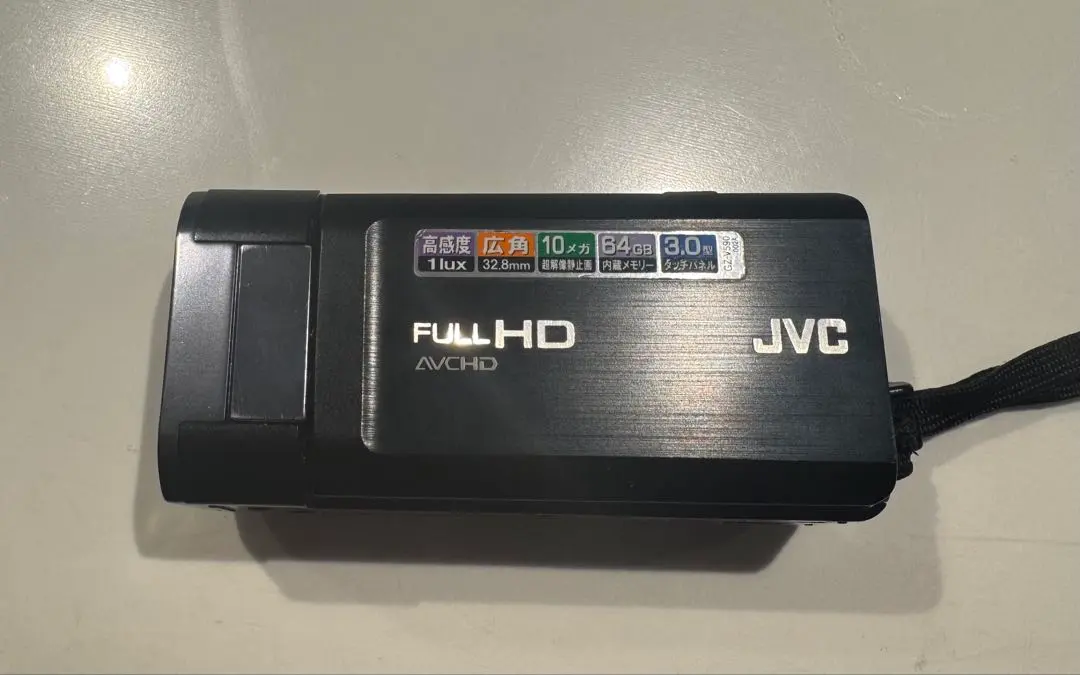 高感度 広角 10メガ 64GB 3.0型
1lux 32.8mm 超解像静止画 内蔵メモリー タッチパネル
GZ-V590
FULL HD JVC
AVCHD